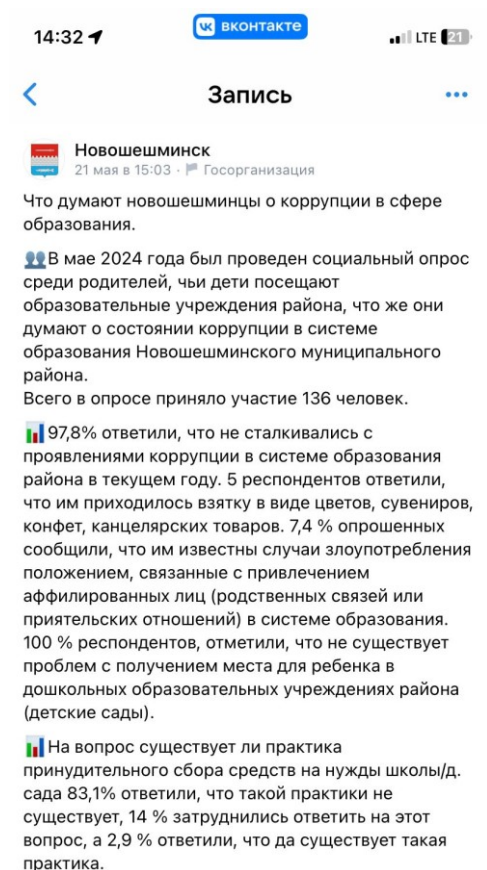 14:32
вконтакте
LTE 21
Запись
Новошешминск
21 мая в 15:03 · Госорганизация
Что думают новошешминцы о коррупции в сфере
образования.
В мае 2024 года был проведен социальный опрос
среди родителей, чьи дети посещают
образовательные учреждения района, что же они
думают о состоянии коррупции в системе
образования Новошешминского муниципального
района.
Всего в опросе приняло участие 136 человек.
97,8% ответили, что не сталкивались с
проявлениями коррупции в системе образования
района в текущем году. 5 респондентов ответили,
что им приходилось взятку в виде цветов, сувениров,
конфет, канцелярских товаров. 7,4 % опрошенных
сообщили, что им известны случаи злоупотребления
положением, связанные с привлечением
аффилированных лиц (родственных связей или
приятельских отношений) в системе образования.
100 % респондентов, отметили, что не существует
проблем с получением места для ребенка в
дошкольных образовательных учреждениях района
(детские сады).
На вопрос существует ли практика
принудительного сбора средств на нужды школы/д.
сада 83,1% ответили, что такой практики не
существует, 14 % затруднились ответить на этот
вопрос, а 2,9 % ответили, что да существует такая
практика.